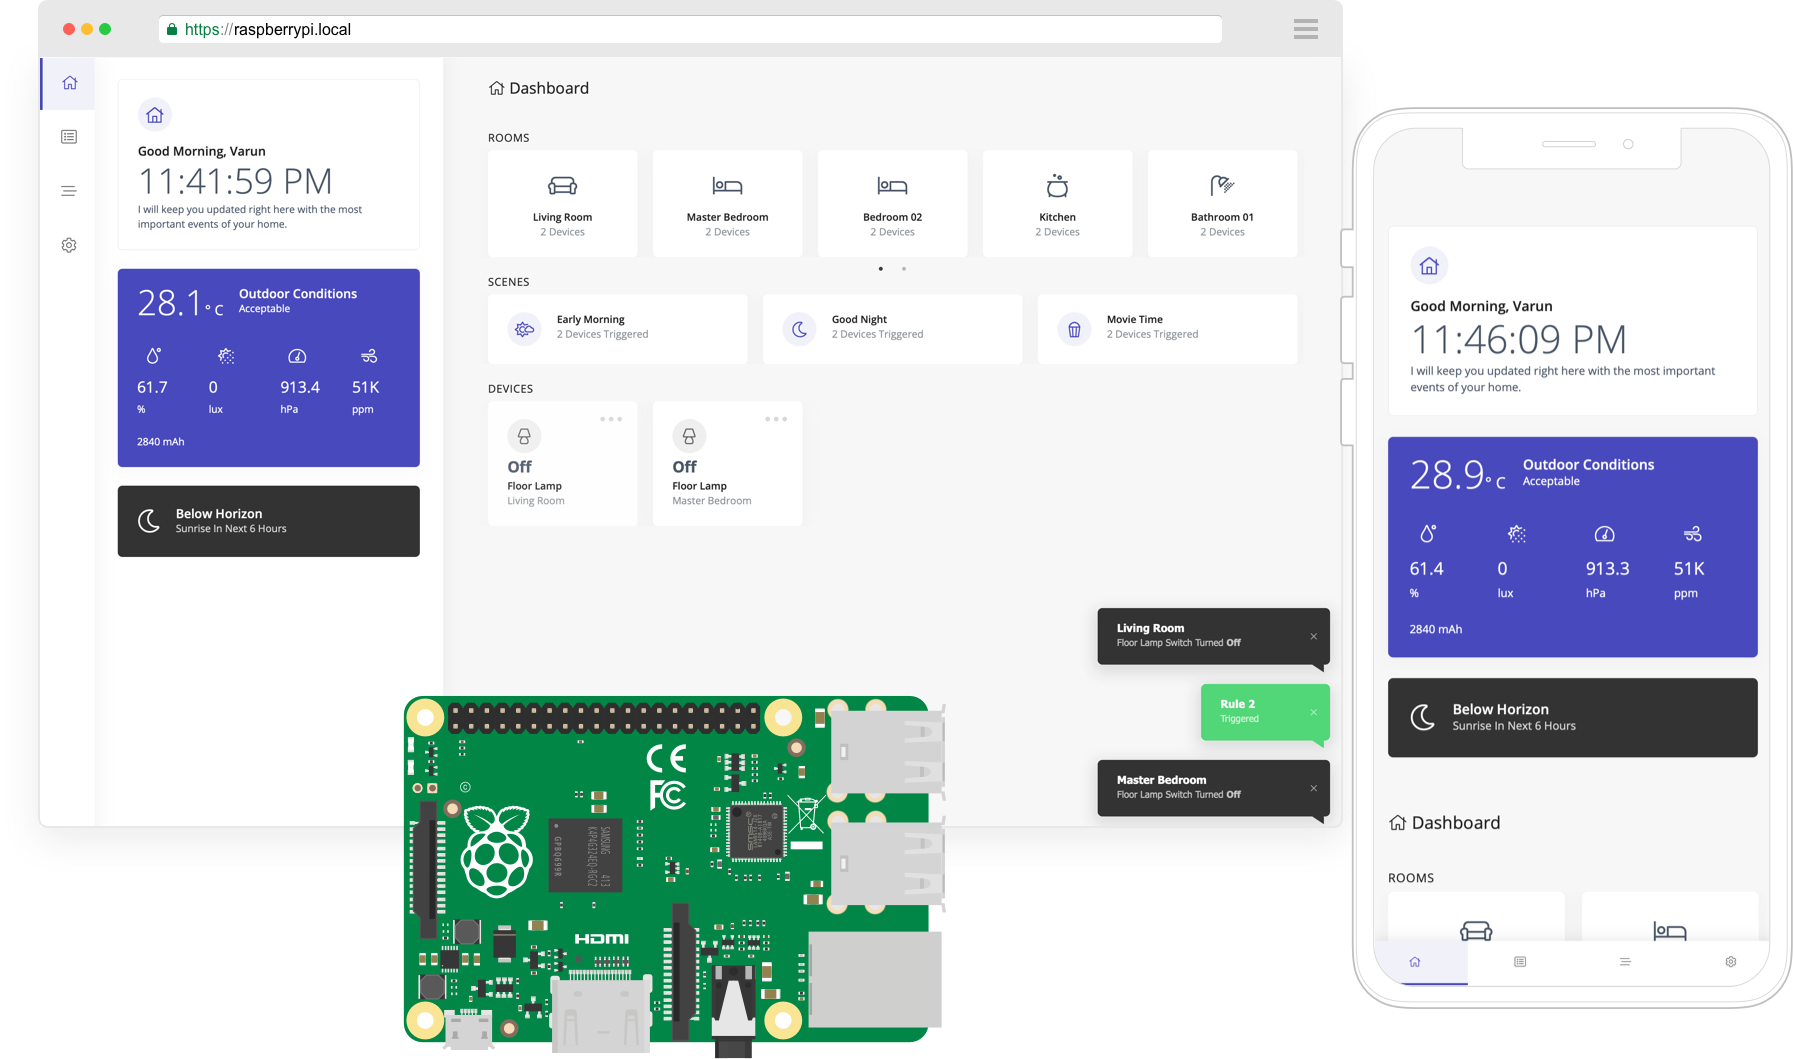 https://raspberrypi.local
Good Morning, Varun
11:41:59 PM
I will keep you updated right here with the most
important events of your home.
28.1° C
Outdoor Conditions
Acceptable
61.7
0
913.4
51K
%
lux
hPa
ppm
2840 mAh
Below Horizon
Sunrise In Next 6 Hours
Dashboard
ROOMS
Living Room
2 Devices
Master Bedroom
2 Devices
Bedroom 02
2 Devices
Kitchen
2 Devices
Bathroom 01
2 Devices
SCENES
Early Morning
2 Devices Triggered
Good Night
2 Devices Triggered
Movie Time
2 Devices Triggered
DEVICES
Off
Floor Lamp
Living Room
Off
Floor Lamp
Master Bedroom
Living Room
Floor Lamp Switch Turned Off
Rule 2
Triggered
Master Bedroom
Floor Lamp Switch Turned Off
CE
FC
©
SAMSUNG 413
K4P4G324EQ-RGC2
GPBQ699R
HDMI
Good Morning, Varun
11:46:09 PM
I will keep you updated right here with the most important
events of your home.
28.9° C
Outdoor Conditions
Acceptable
61.4
0
913.3
51K
%
lux
hPa
ppm
2840 mAh
Below Horizon
Sunrise In Next 6 Hours
Dashboard
ROOMS